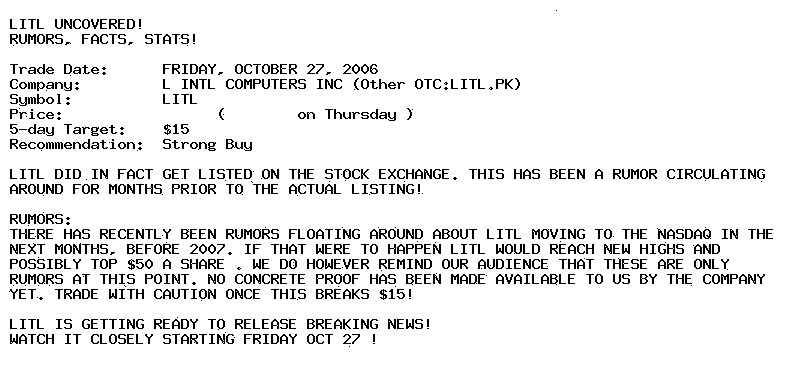 LITL UNCOVERED!
RUMORS, FACTS, STATS!
Trade Date: FRIDAY, OCTOBER 27, 2006
Company: L INTL COMPUTERS INC (Other OTC:LITL.PK)
Symbol: LITL
Price: ( on Thursday )
5-day Target: $15
Recommendation: Strong Buy
LITL DID IN FACT GET LISTED ON THE STOCK EXCHANGE. THIS HAS BEEN A RUMOR CIRCULATING
AROUND FOR MONTHS PRIOR TO THE ACTUAL LISTING!
RUMORS:
THERE HAS RECENTLY BEEN RUMORS FLOATING AROUND ABOUT LITL MOVING TO THE NASDAQ IN THE
NEXT MONTHS, BEFORE 2007. IF THAT WERE TO HAPPEN LITL WOULD REACH NEW HIGHS AND
POSSIBLY TOP $50 A SHARE . WE DO HOWEVER REMIND OUR AUDIENCE THAT THESE ARE ONLY
RUMORS AT THIS POINT. NO CONCRETE PROOF HAS BEEN MADE AVAILABLE TO US BY THE COMPANY
YET. TRADE WITH CAUTION ONCE THIS BREAKS $15!
LITL IS GETTING READY TO RELEASE BREAKING NEWS!
WATCH IT CLOSELY STARTING FRIDAY OCT 27 !